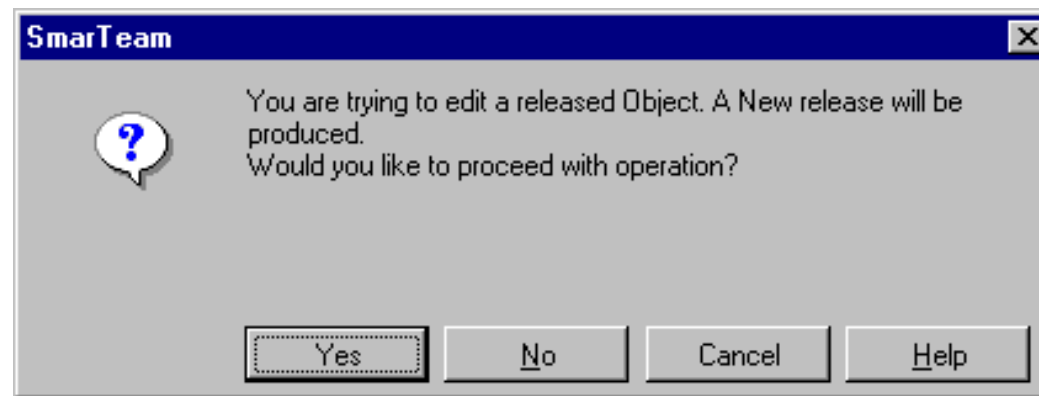 SmarTeam
You are trying to edit a released Object. A New release will be
produced.
Would you like to proceed with operation?
Yes
No
Cancel
Help